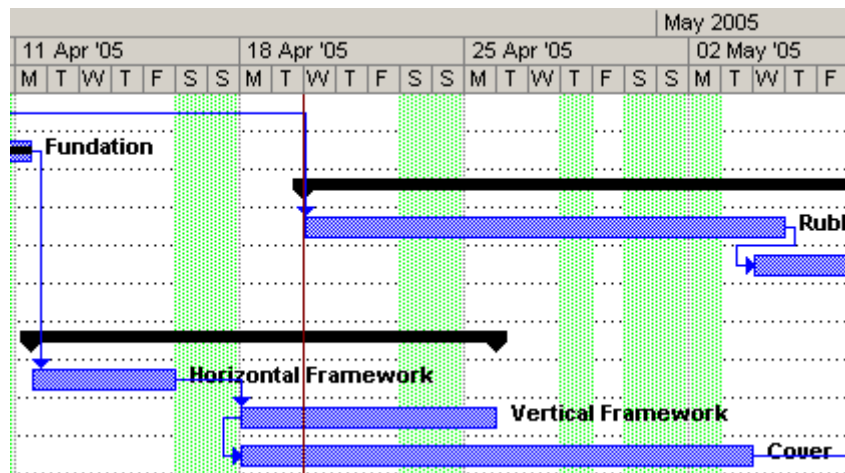 May 2005
11 Apr '05 18 Apr '05 25 Apr '05 02 May '05
M T W T F S S M T W T F S S M T W T F S S M T W T F
Fundation
Horizontal Framework
Vertical Framework
Cover